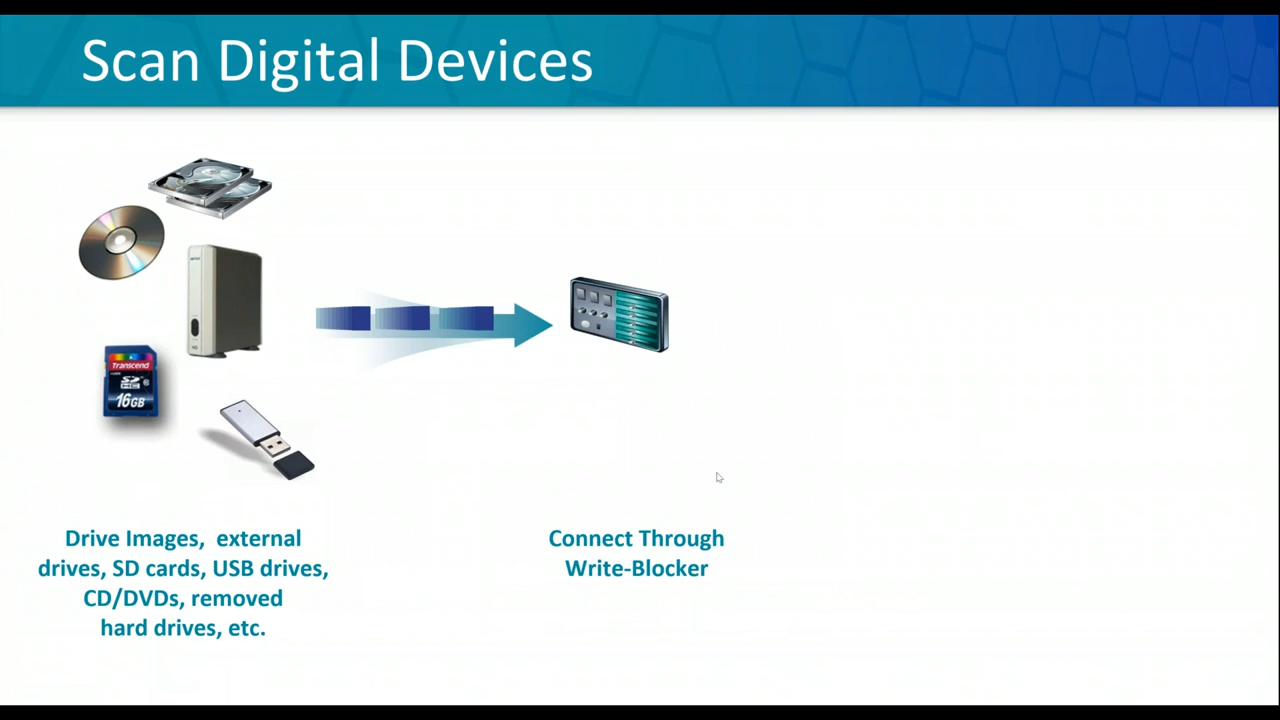 Scan Digital Devices
Transcend
16GB
Drive Images,  external
drives, SD cards, USB drives,
CD/DVDs, removed
hard drives, etc.
Connect Through
Write-Blocker